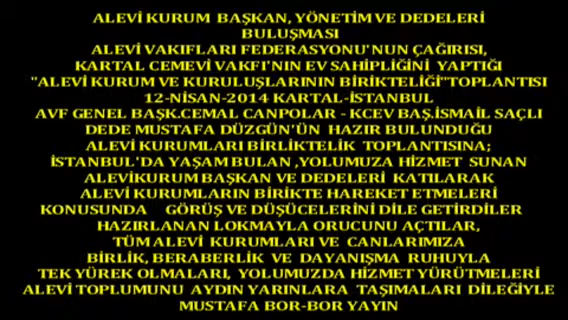 ALEVİ KURUM BAŞKAN, YÖNETİM VE DEDELERİ
BULUŞMASI
ALEVİ VAKIFLARI FEDERASYONU'NUN ÇAĞIRISI,
KARTAL CEMEVİ VAKFI'NIN EV SAHİPLİĞİNİ YAPTIĞI
"ALEVİ KURUM VE KURULUŞLARININ BİRİKTELİĞİ"TOPLANTISI
12-NİSAN-2014 KARTAL-İSTANBUL
AVF GENEL BAŞK.CEMAL CANPOLAR - KCEV BAŞ.İSMAİL SAÇLI
DEDE MUSTAFA DÜZGÜN'ÜN HAZIR BULUNDUĞU
ALEVİ KURUMLARI BİRLİKTELİK TOPLANTISINA;
İSTANBUL'DA YAŞAM BULAN ,YOLUMUZA HİZMET SUNAN
ALEVİKURUM BAŞKAN VE DEDELERİ KATILARAK
ALEVİ KURUMLARIN BİRİKTE HAREKET ETMELERİ
KONUSUNDA GÖRÜŞ VE DÜŞÜCELERİNİ DİLE GETİRDİLER
HAZIRLANAN LOKMAYLA ORUCUNU AÇTILAR,
TÜM ALEVİ KURUMLARI VE CANLARIMIZA
BİRLİK, BERABERLİK VE DAYANIŞMA RUHUYLA
TEK YÜREK OLMALARI, YOLUMUZDA HİZMET YÜRÜTMELERİ
ALEVİ TOPLUMUNU AYDIN YARINLARA TAŞIMALARI DİLEĞİYLE
MUSTAFA BOR-BOR YAYIN